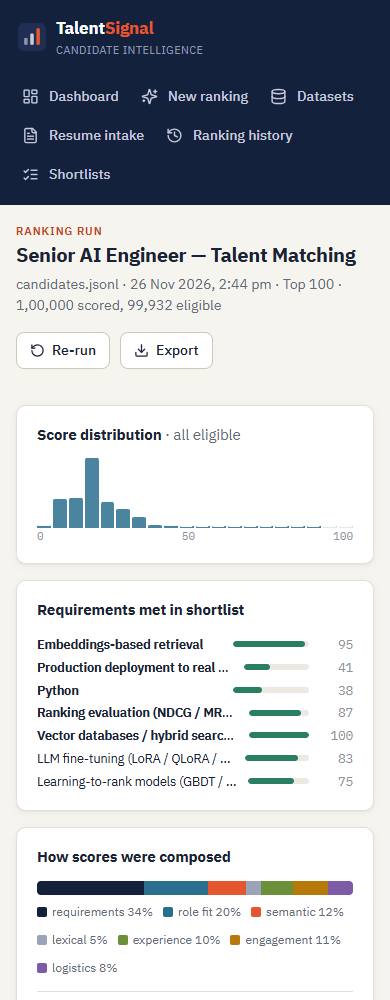 TalentSignal
CANDIDATE INTELLIGENCE
Dashboard New ranking Datasets
Resume intake Ranking history
Shortlists
RANKING RUN
Senior AI Engineer — Talent Matching
candidates.jsonl · 26 Nov 2026, 2:44 pm · Top 100 ·
1,00,000 scored, 99,932 eligible
Re-run Export
Score distribution · all eligible
0 50 100
Requirements met in shortlist
Embeddings-based retrieval 95
Production deployment to real ... 41
Python 38
Ranking evaluation (NDCG / MR... 87
Vector databases / hybrid searc... 100
LLM fine-tuning (LoRA / QLoRA / ... 83
Learning-to-rank models (GBDT / ... 75
How scores were composed
requirements 34% role fit 20% semantic 12%
lexical 5% experience 10% engagement 11%
logistics 8%